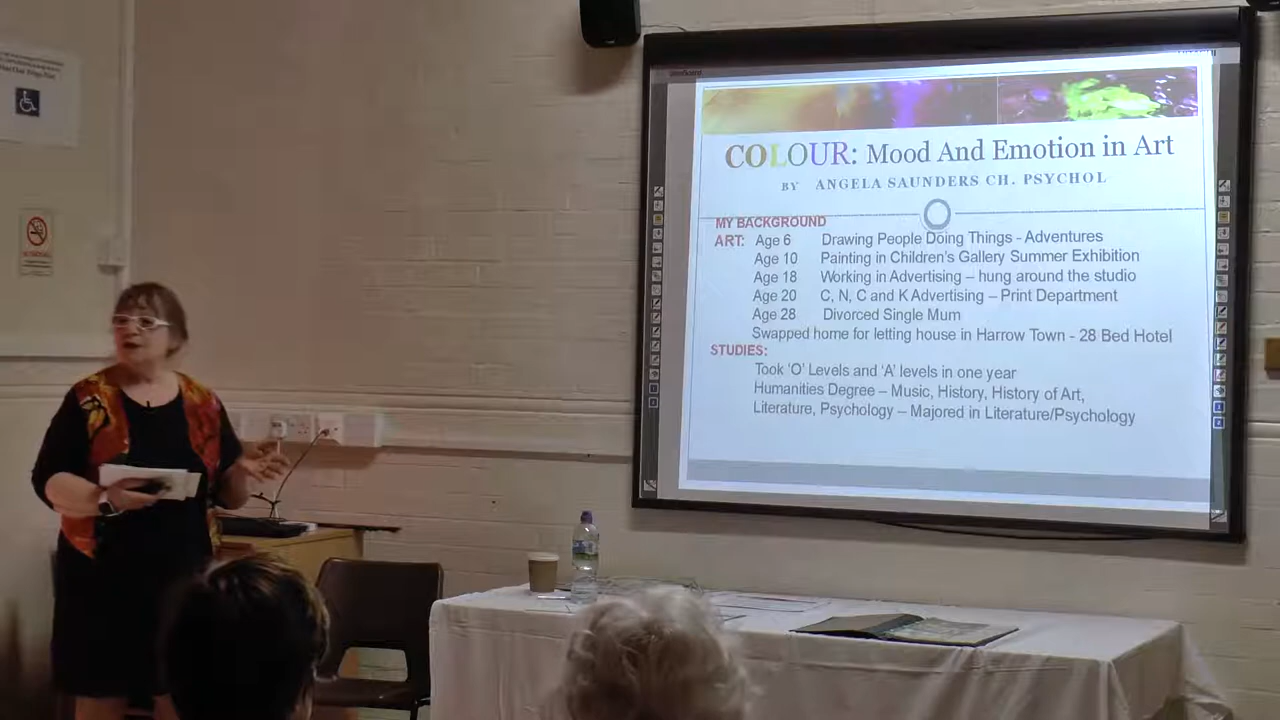 COLOUR: Mood And Emotion in Art
BY ANGELA SAUNDERS CH. PSYCHOL
MY BACKGROUND
ART: Age 6 Drawing People Doing Things - Adventures
Age 10 Painting in Children's Gallery Summer Exhibition
Age 18 Working in Advertising – hung around the studio
Age 20 C, N, C and K Advertising – Print Department
Age 28 Divorced Single Mum
Swapped home for letting house in Harrow Town - 28 Bed Hotel
STUDIES:
Took 'O' Levels and 'A' levels in one year
Humanities Degree – Music, History, History of Art,
Literature, Psychology – Majored in Literature/Psychology